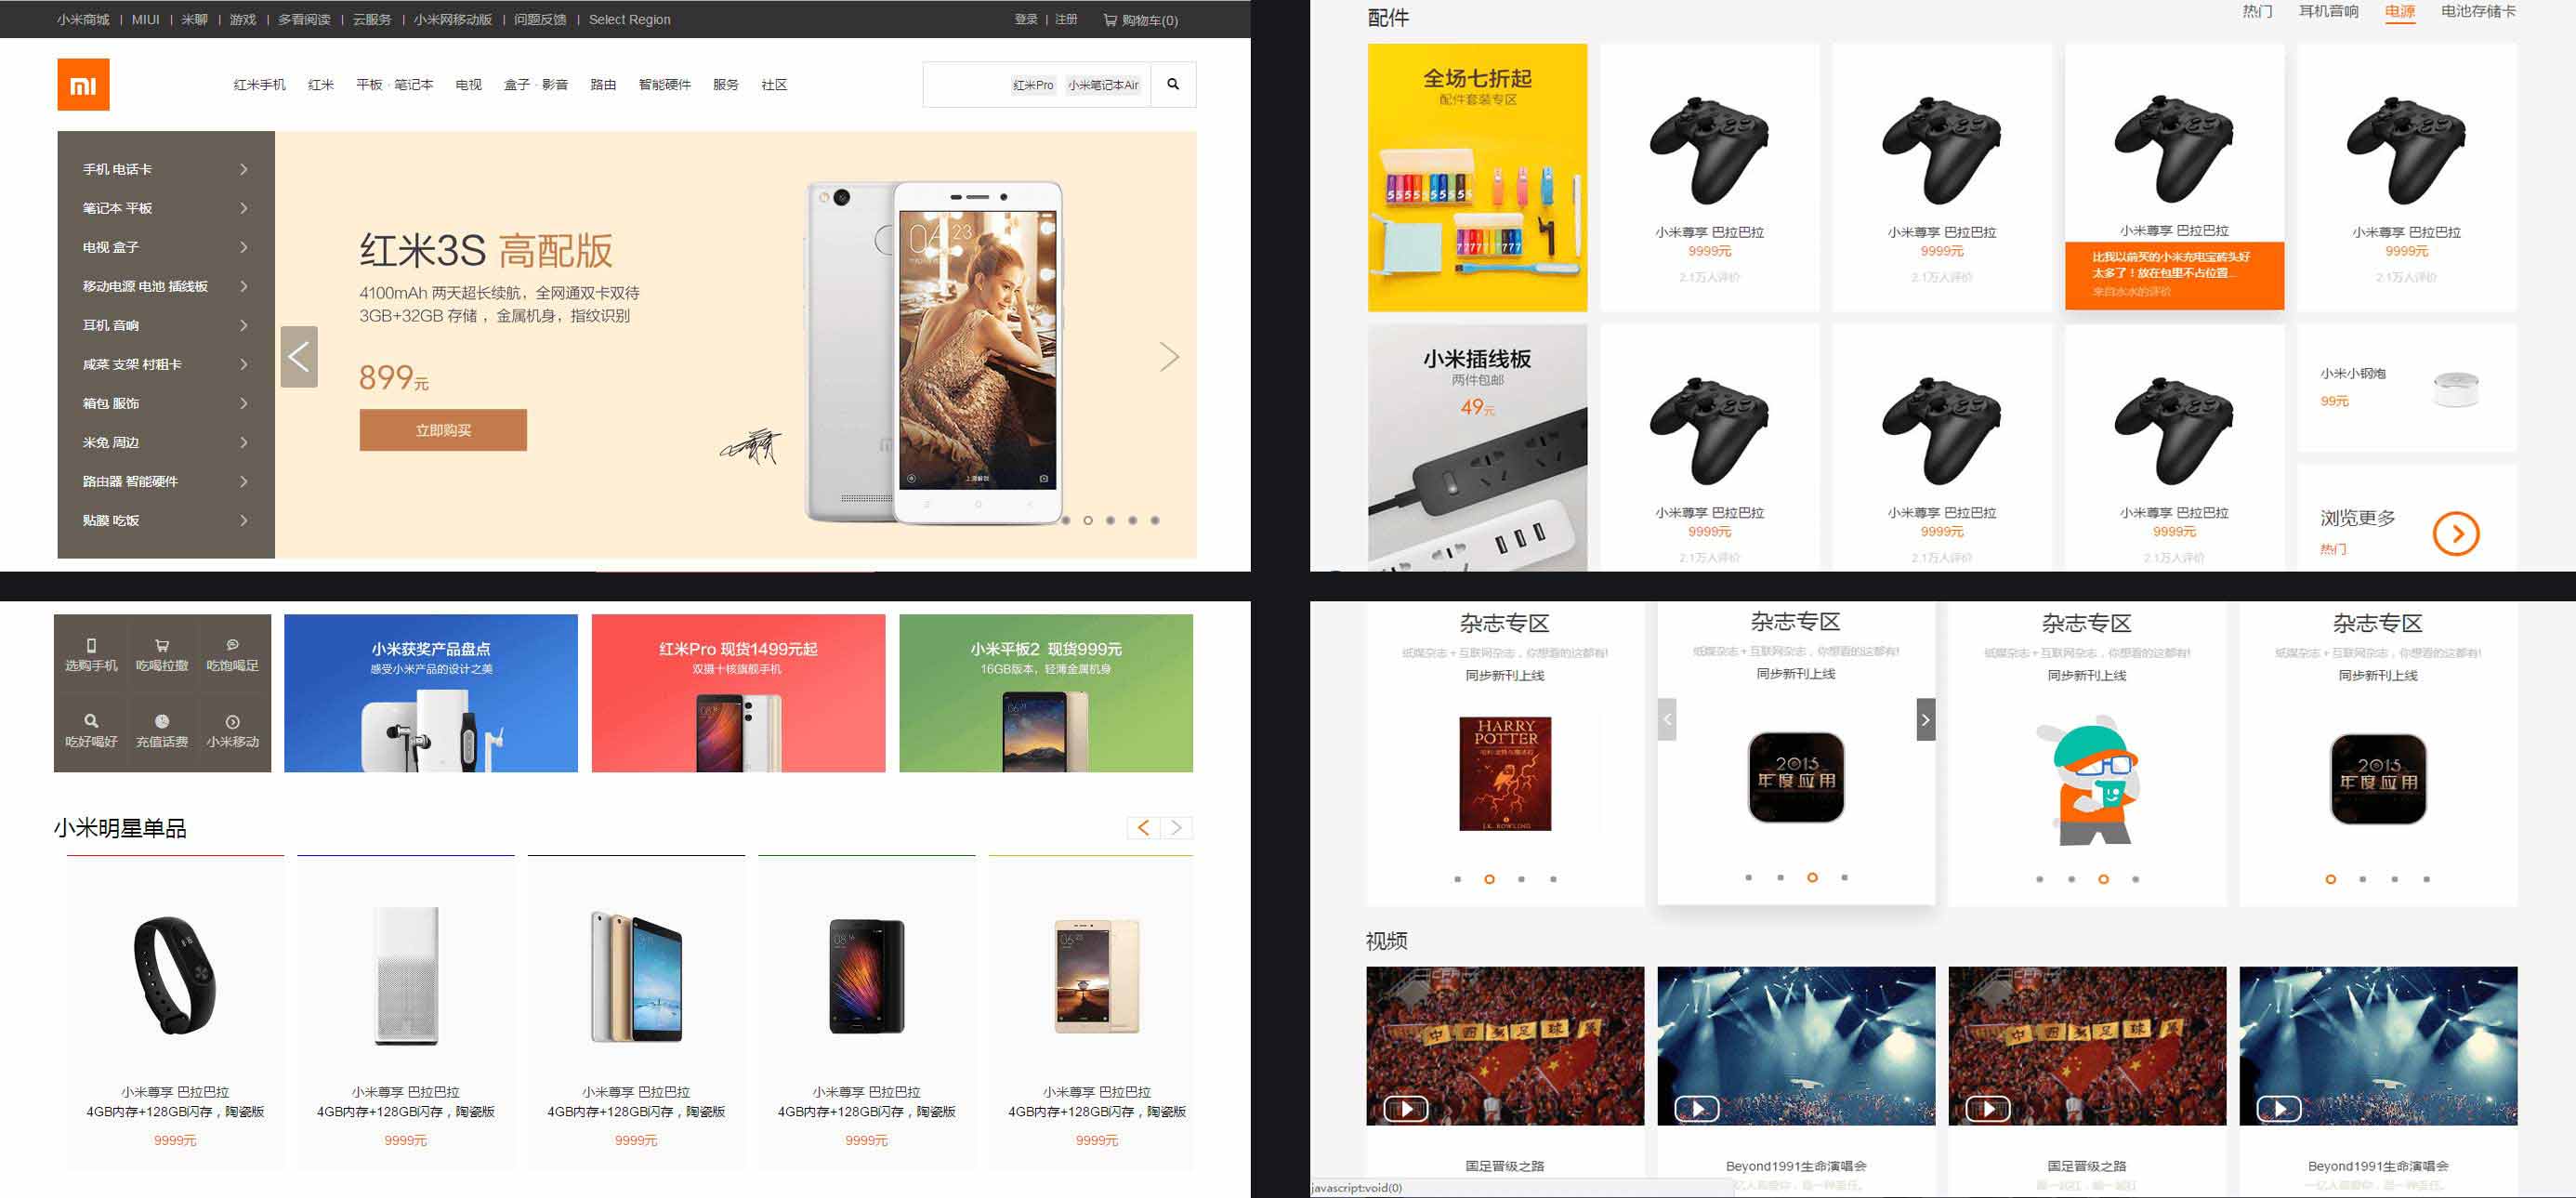 小米商城 | MIUI | 米聊 | 游戏 | 多看阅读 | 云服务 | 小米网移动版 | 问题反馈 | Select Region
登录 | 注册 购物车(0)
红米手机 红米 平板 · 笔记本 电视 盒子 · 影音 路由 智能硬件 服务 社区
红米Pro 小米笔记本Air
手机 电话卡
笔记本 平板
电视 盒子
移动电源 电池 插线板
耳机 音响
咸菜 支架 村粗卡
箱包 服饰
米兔 周边
路由器 智能硬件
贴膜 吃饭
红米3S 高配版
4100mAh 两天超长续航，全网通双卡双待
3GB+32GB 存储 ，金属机身，指纹识别
899元
立即购买
配件
热门 耳机音响 电源 电池存储卡
全场七折起
配件套装专区
小米尊享 巴拉巴拉
9999元
2.1万人评价
小米尊享 巴拉巴拉
9999元
2.1万人评价
小米尊享 巴拉巴拉
比我以前买的小米充电宝砖头好
太多了！放在包里不占位置...
来自水水的评价
小米尊享 巴拉巴拉
9999元
2.1万人评价
小米插线板
两件包邮
49元
小米尊享 巴拉巴拉
9999元
2.1万人评价
小米尊享 巴拉巴拉
9999元
2.1万人评价
小米尊享 巴拉巴拉
9999元
2.1万人评价
小米小钢炮
99元
浏览更多
热门
选购手机 吃喝拉撒 吃饱喝足
吃好喝好 充值话费 小米移动
小米获奖产品盘点
感受小米产品的设计之美
红米Pro 现货1499元起
双摄十核旗舰手机
小米平板2 现货999元
16GB版本，轻薄金属机身
小米明星单品
小米尊享 巴拉巴拉
4GB内存+128GB闪存，陶瓷版
9999元
小米尊享 巴拉巴拉
4GB内存+128GB闪存，陶瓷版
9999元
小米尊享 巴拉巴拉
4GB内存+128GB闪存，陶瓷版
9999元
小米尊享 巴拉巴拉
4GB内存+128GB闪存，陶瓷版
9999元
小米尊享 巴拉巴拉
4GB内存+128GB闪存，陶瓷版
9999元
杂志专区
纸媒杂志+互联网杂志，你想看的这都有!
同步新刊上线
HARRY
POTTER
J.K. ROWLING
杂志专区
纸媒杂志+互联网杂志，你想看的这都有!
同步新刊上线
2015
年度应用
杂志专区
纸媒杂志+互联网杂志，你想看的这都有!
同步新刊上线
杂志专区
纸媒杂志+互联网杂志，你想看的这都有!
同步新刊上线
2015
年度应用
视频
国足晋级之路
Beyond1991生命演唱会
国足晋级之路
Beyond1991生命演唱会
javascript:void(0)